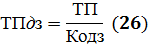 ТПдз = ТП / Кодз (26)